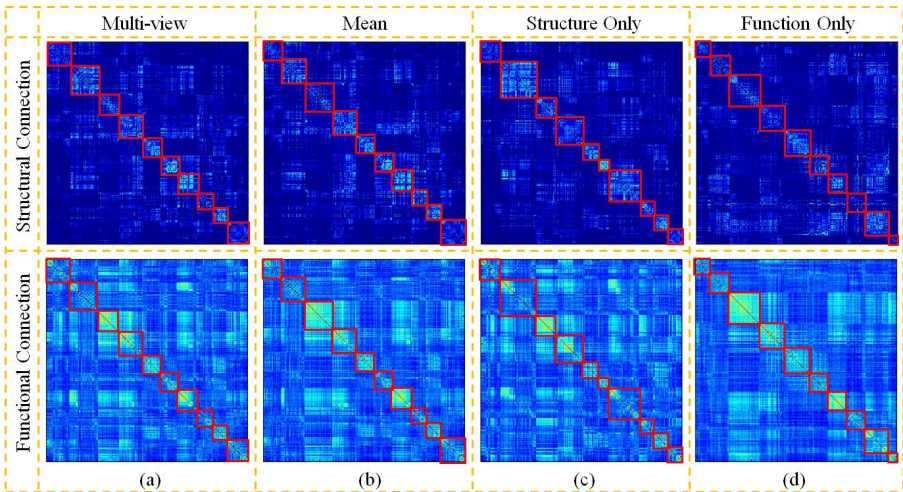 Multi-view Mean Structure Only Function Only
Structural Connection
Functional Connection
(a) (b) (c) (d)